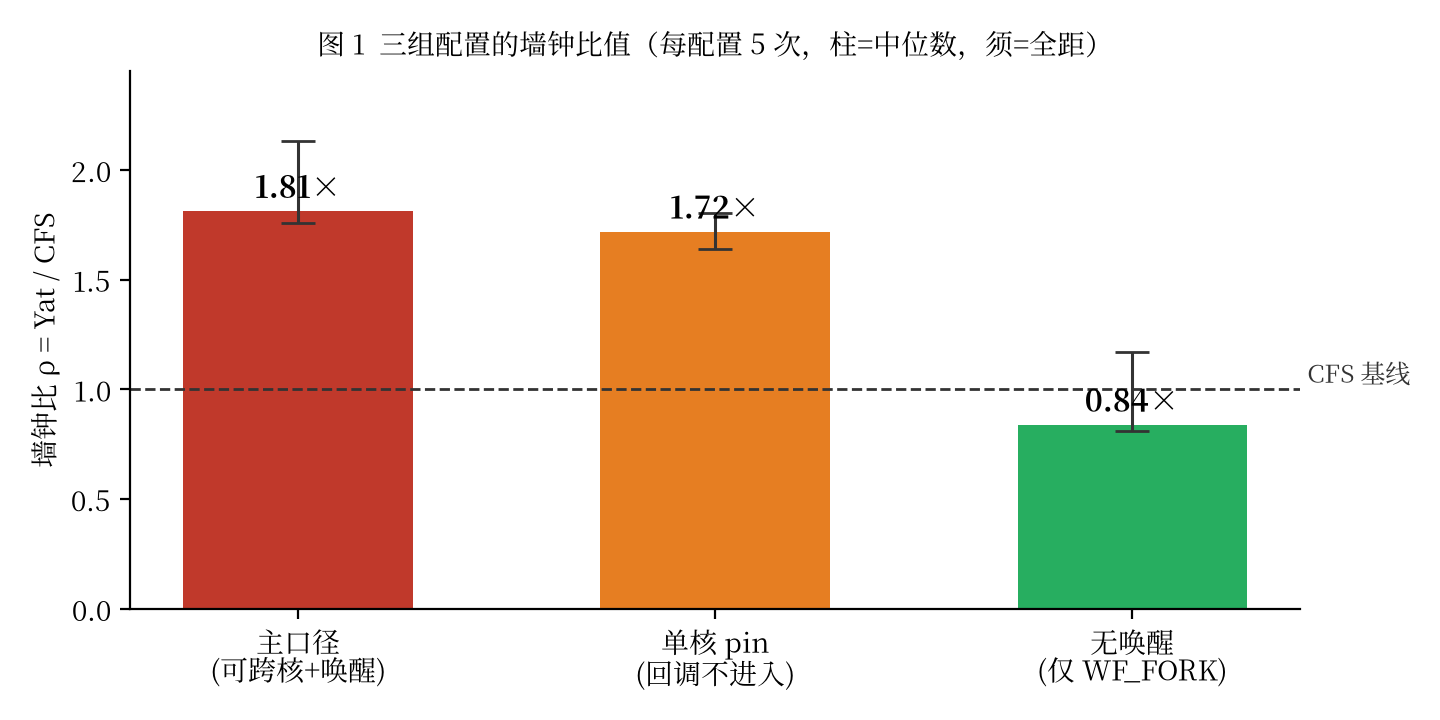 图 1 三组配置的墙钟比值（每配置 5 次，柱=中位数，须=全距）
墙钟比 ρ = Yat / CFS
2.0
1.5
1.0
0.5
0.0
1.81×
1.72×
0.84×
CFS 基线
主口径
(可跨核+唤醒)
单核 pin
(回调不进入)
无唤醒
(仅 WF_FORK)